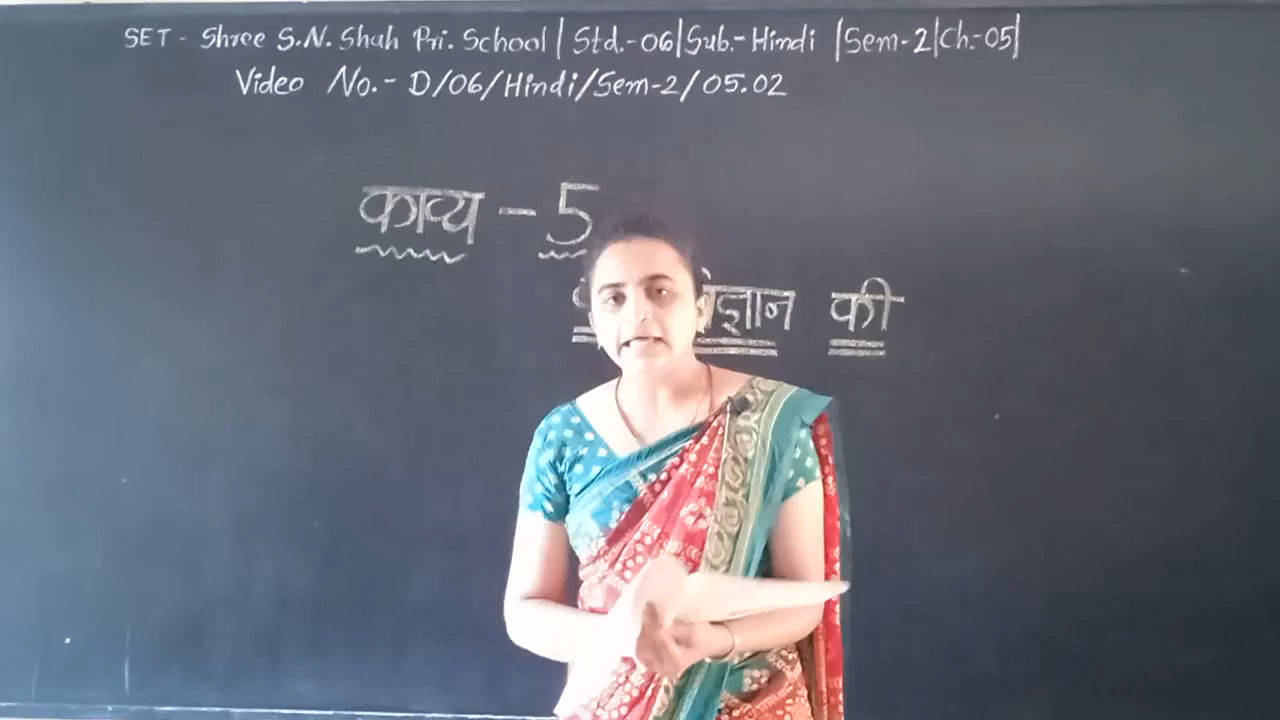 SET - Shree S.N. Shah Pri. School | Std.-06|Sub.-Hindi |Sem-2|Ch.-05|
Video No.- D/06/Hindi/Sem-2/05.02
काव्य - 5
विज्ञान की